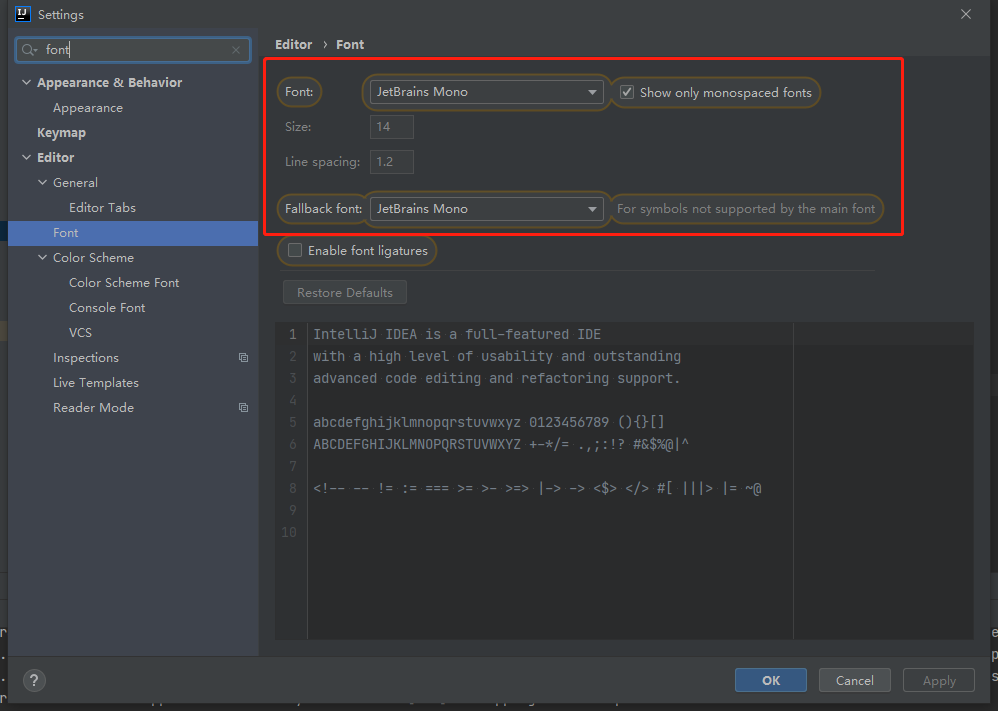 IJ Settings
font
Appearance & Behavior
Appearance
Keymap
Editor
General
Editor Tabs
Font
Color Scheme
Color Scheme Font
Console Font
VCS
Inspections
Live Templates
Reader Mode
Editor › Font
Font: JetBrains Mono Show only monospaced fonts
Size: 14
Line spacing: 1.2
Fallback font: JetBrains Mono For symbols not supported by the main font
Enable font ligatures
Restore Defaults
1 IntelliJ IDEA is a full-featured IDE
2 with a high level of usability and outstanding
3 advanced code editing and refactoring support.
4
5 abcdefghijklmnopqrstuvwxyz 0123456789 (){}[]
6 ABCDEFGHIJKLMNOPQRSTUVWXYZ +-*/= .,;:!? #&$%@|^
7
8 <!-- -- != := === >= >- >=> |-> -> <$> </> #[ |||> |= ~@
9
10
? OK Cancel Apply